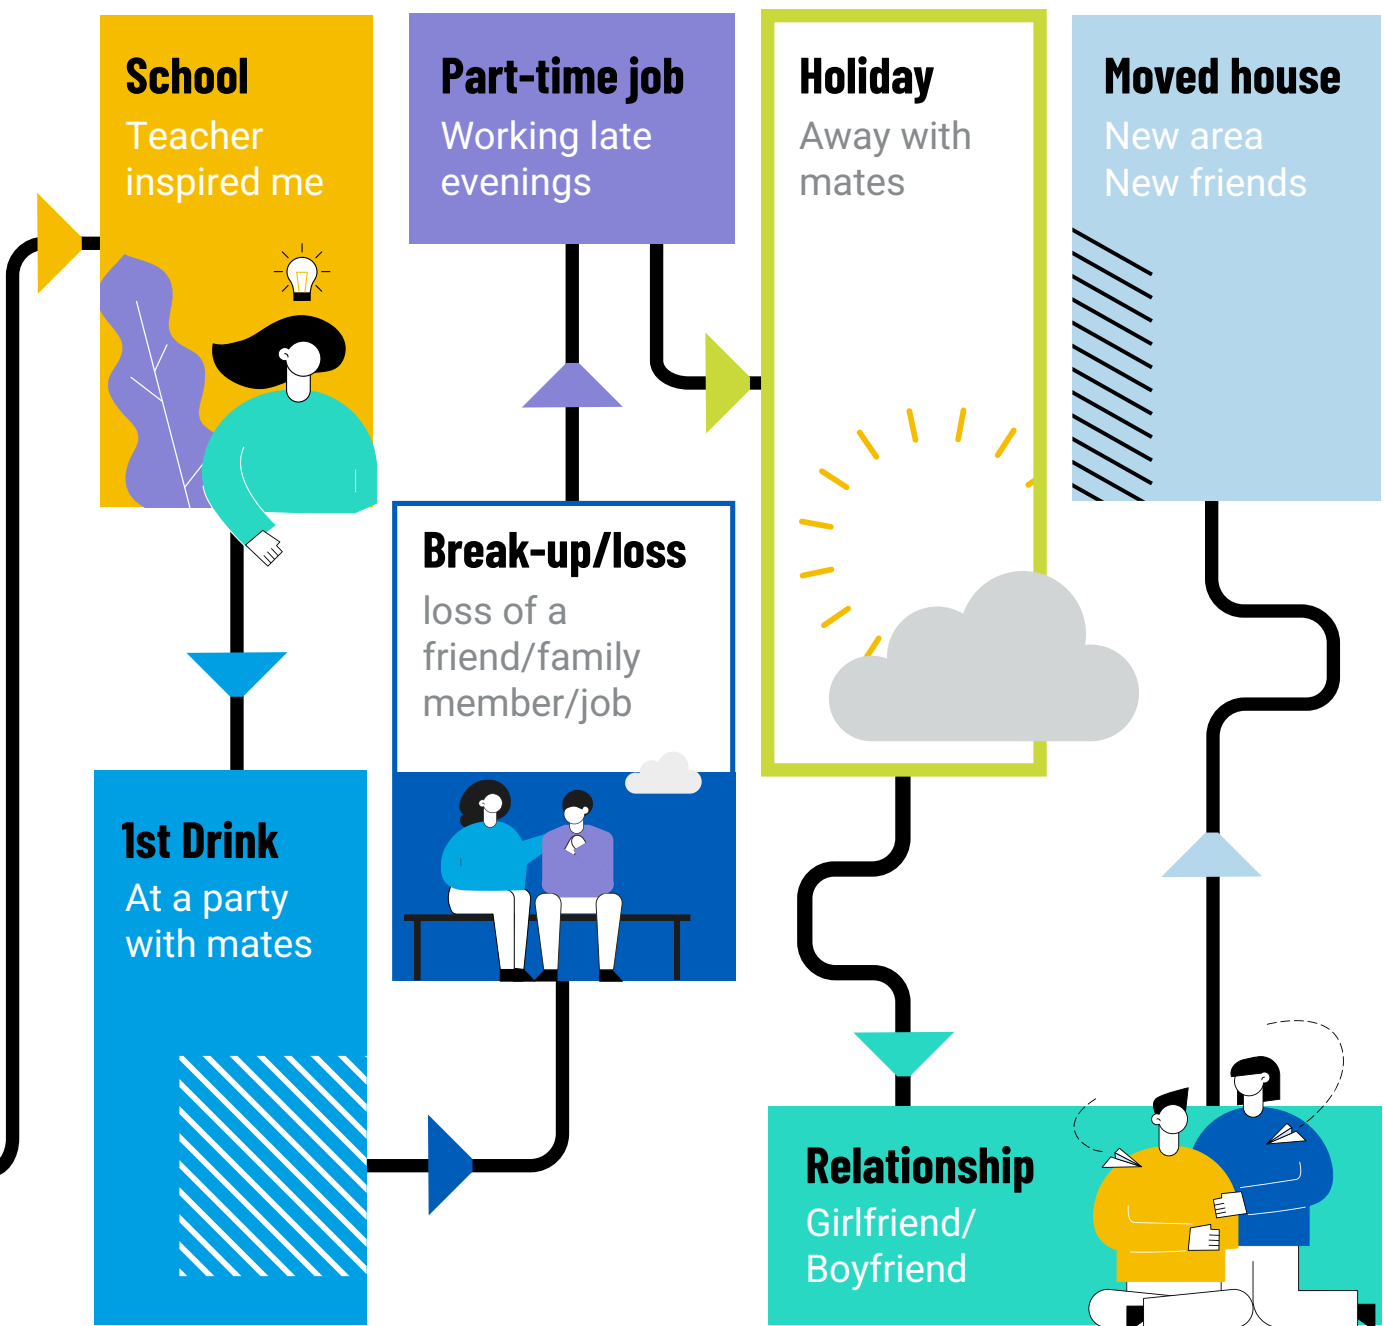 School
Teacher
inspired me
1st Drink
At a party
with mates
Break-up/loss
loss of a
friend/family
member/job
Part-time job
Working late
evenings
Holiday
Away with
mates
Relationship
Girlfriend/
Boyfriend
Moved house
New area
New friends